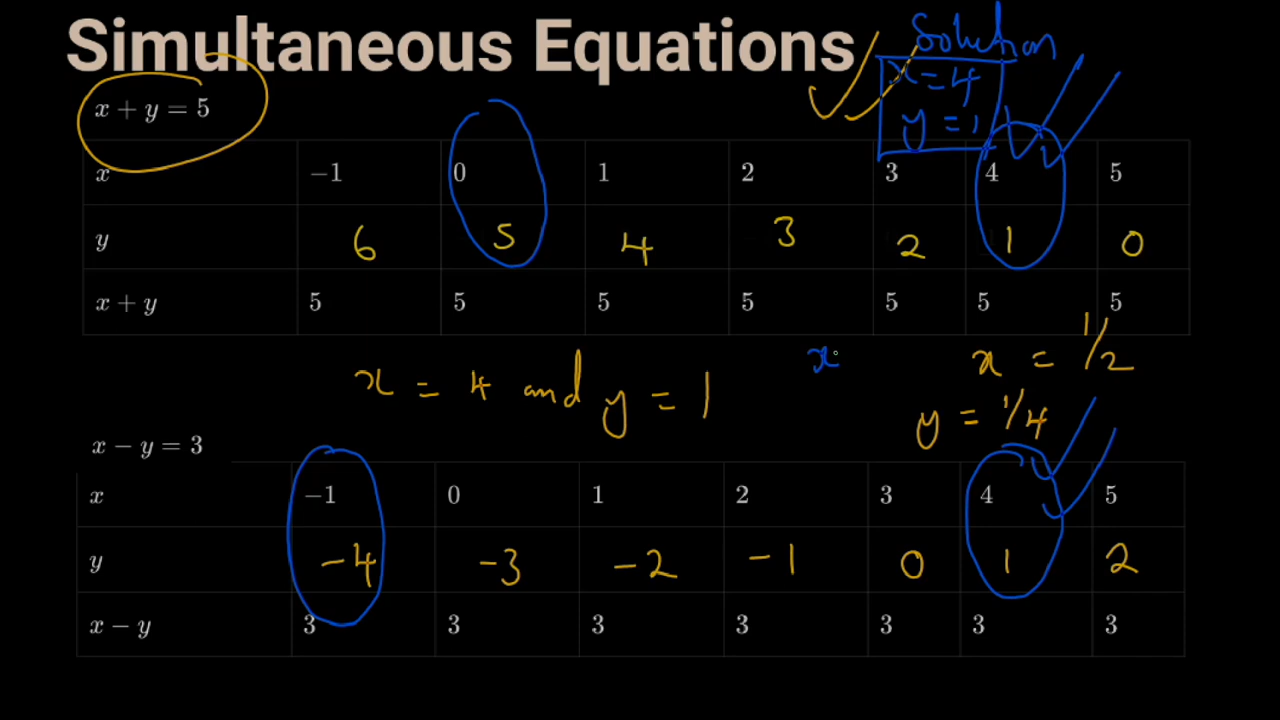 Simultaneous Equations
Solution
x = 4
y = 1
x + y = 5
x −1 0 1 2 3 4 5
y 6 5 4 3 2 1 0
x + y 5 5 5 5 5 5 5
x = 4 and y = 1
x
x = 1/2
y = 1/4
x − y = 3
x −1 0 1 2 3 4 5
y −4 −3 −2 −1 0 1 2
x − y 3 3 3 3 3 3 3